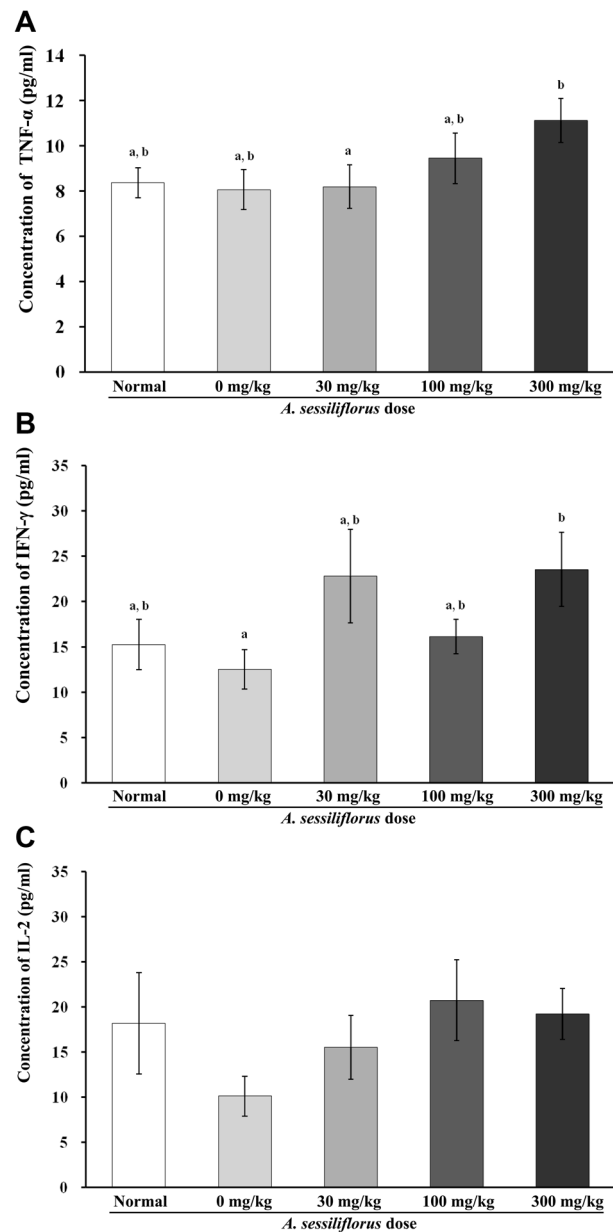 A
Concentration of TNF-α (pg/ml)
14
12
10
8
6
4
2
0
a, b
a, b
a
a, b
b
Normal 0 mg/kg 30 mg/kg 100 mg/kg 300 mg/kg
A. sessiliflorus dose
B
Concentration of IFN-γ (pg/ml)
35
30
25
20
15
10
5
0
a, b
a
a, b
a, b
b
Normal 0 mg/kg 30 mg/kg 100 mg/kg 300 mg/kg
A. sessiliflorus dose
C
Concentration of IL-2 (pg/ml)
35
30
25
20
15
10
5
0
Normal 0 mg/kg 30 mg/kg 100 mg/kg 300 mg/kg
A. sessiliflorus dose